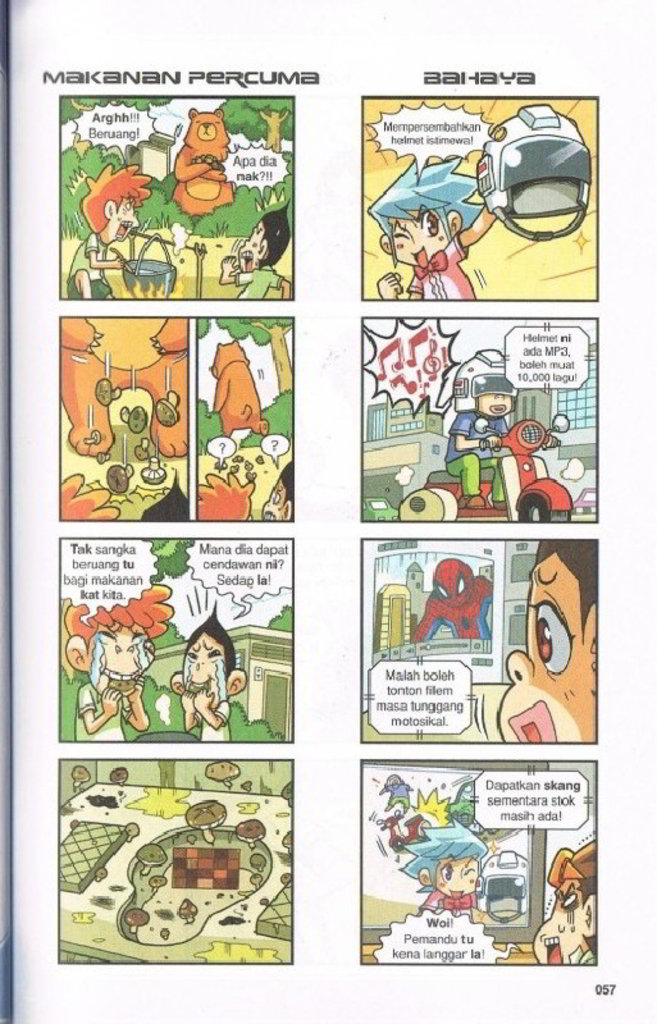 MAKANAN PERCUMA
Arghh!!!
Beruang!
Apa dia
nak?!!
?
?
Tak sangka
beruang tu
bagi makanan
kat kita.
Mana dia dapat
cendawan ni?
Sedap la!
BAHAYA
Mempersembahkan
helmet istimewa!
Helmet ni
ada MP3,
boleh muat
10,000 lagu!
Malah boleh
tonton filem
masa tunggang
motosikal.
Dapatkan skang
sementara stok
masih ada!
Woi!
Pemandu tu
kena langgar la!
057